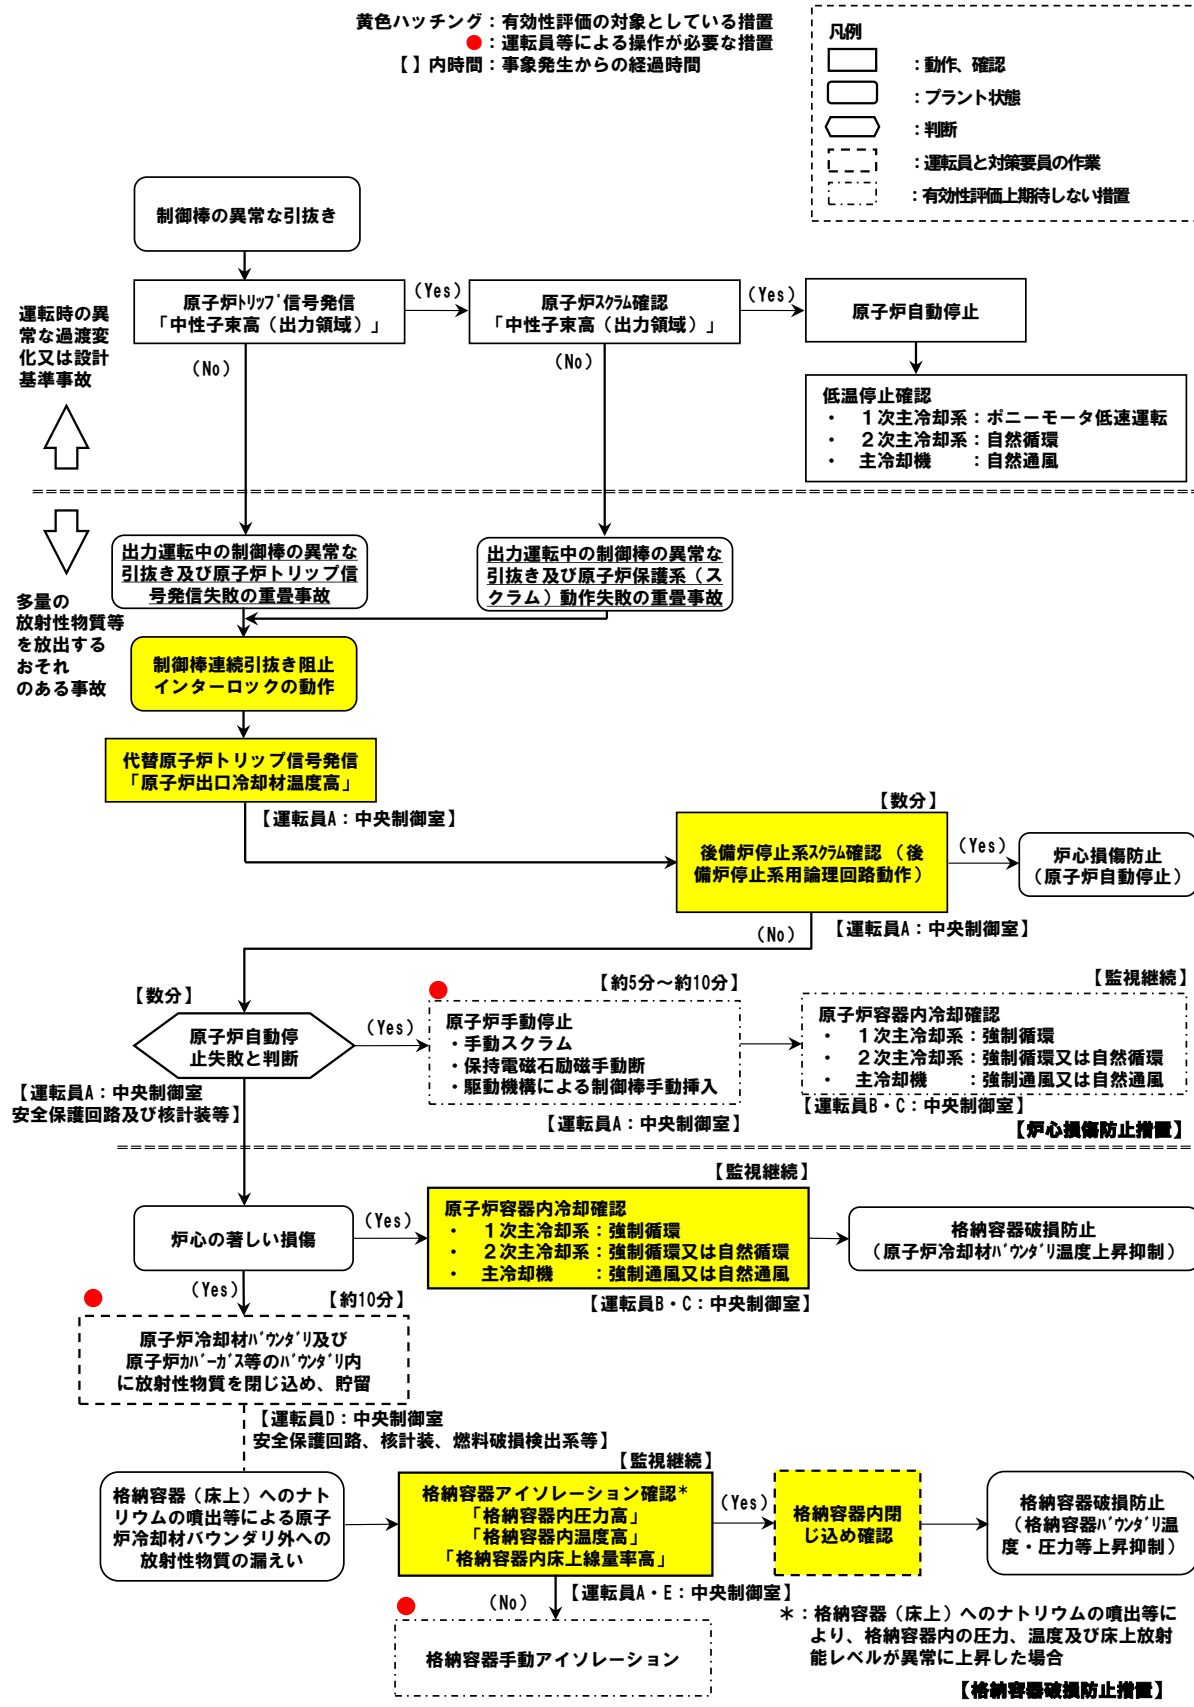 黄色ハッチング：有効性評価の対象としている措置
：運転員等による操作が必要な措置
【 】内時間：事象発生からの経過時間
凡例
：動作、確認
：プラント状態
：判断
：運転員と対策要員の作業
：有効性評価上期待しない措置
制御棒の異常な引抜き
運転時の異
常な過渡変
化又は設計
基準事故
原子炉ﾄﾘｯﾌﾟ信号発信
「中性子束高（出力領域）」
（Yes）
（No）
原子炉ｽｸﾗﾑ確認
「中性子束高（出力領域）」
（Yes）
（No）
原子炉自動停止
低温停止確認
・ １次主冷却系：ポニーモータ低速運転
・ ２次主冷却系：自然循環
・ 主冷却機 ：自然通風
多量の
放射性物質等
を放出する
おそれ
のある事故
出力運転中の制御棒の異常な
引抜き及び原子炉トリップ信
号発信失敗の重畳事故
出力運転中の制御棒の異常な
引抜き及び原子炉保護系（ス
クラム）動作失敗の重畳事故
制御棒連続引抜き阻止
インターロックの動作
代替原子炉トリップ信号発信
「原子炉出口冷却材温度高」
【運転員A：中央制御室】
【数分】
後備炉停止系ｽｸﾗﾑ確認（後
備炉停止系用論理回路動作）
（Yes）
炉心損傷防止
（原子炉自動停止）
【運転員A：中央制御室】
（No）
【数分】
原子炉自動停
止失敗と判断
（Yes）
【運転員A：中央制御室
安全保護回路及び核計装等】
【約5分～約10分】
原子炉手動停止
・手動スクラム
・保持電磁石励磁手動断
・駆動機構による制御棒手動挿入
【運転員A：中央制御室】
【監視継続】
原子炉容器内冷却確認
・ １次主冷却系：強制循環
・ ２次主冷却系：強制循環又は自然循環
・ 主冷却機 ：強制通風又は自然通風
【運転員B・C：中央制御室】
【炉心損傷防止措置】
炉心の著しい損傷
（Yes）
（Yes）
【監視継続】
原子炉容器内冷却確認
・ １次主冷却系：強制循環
・ ２次主冷却系：強制循環又は自然循環
・ 主冷却機 ：強制通風又は自然通風
【運転員B・C：中央制御室】
格納容器破損防止
（原子炉冷却材ﾊﾞｳﾝﾀﾞﾘ温度上昇抑制）
【約10分】
原子炉冷却材ﾊﾞｳﾝﾀﾞﾘ及び
原子炉ｶﾊﾞｰｶﾞｽ等のﾊﾞｳﾝﾀﾞﾘ内
に放射性物質を閉じ込め、貯留
【運転員D：中央制御室
安全保護回路、核計装、燃料破損検出系等】
格納容器（床上）へのナト
リウムの噴出等による原子
炉冷却材バウンダリ外への
放射性物質の漏えい
【監視継続】
格納容器アイソレーション確認＊
「格納容器内圧力高」
「格納容器内温度高」
「格納容器内床上線量率高」
（Yes）
格納容器内閉
じ込め確認
格納容器破損防止
（格納容器ﾊﾞｳﾝﾀﾞﾘ温
度・圧力等上昇抑制）
【運転員A・E：中央制御室】
（No）
格納容器手動アイソレーション
＊：格納容器（床上）へのナトリウムの噴出等に
より、格納容器内の圧力、温度及び床上放射
能レベルが異常に上昇した場合
【格納容器破損防止措置】